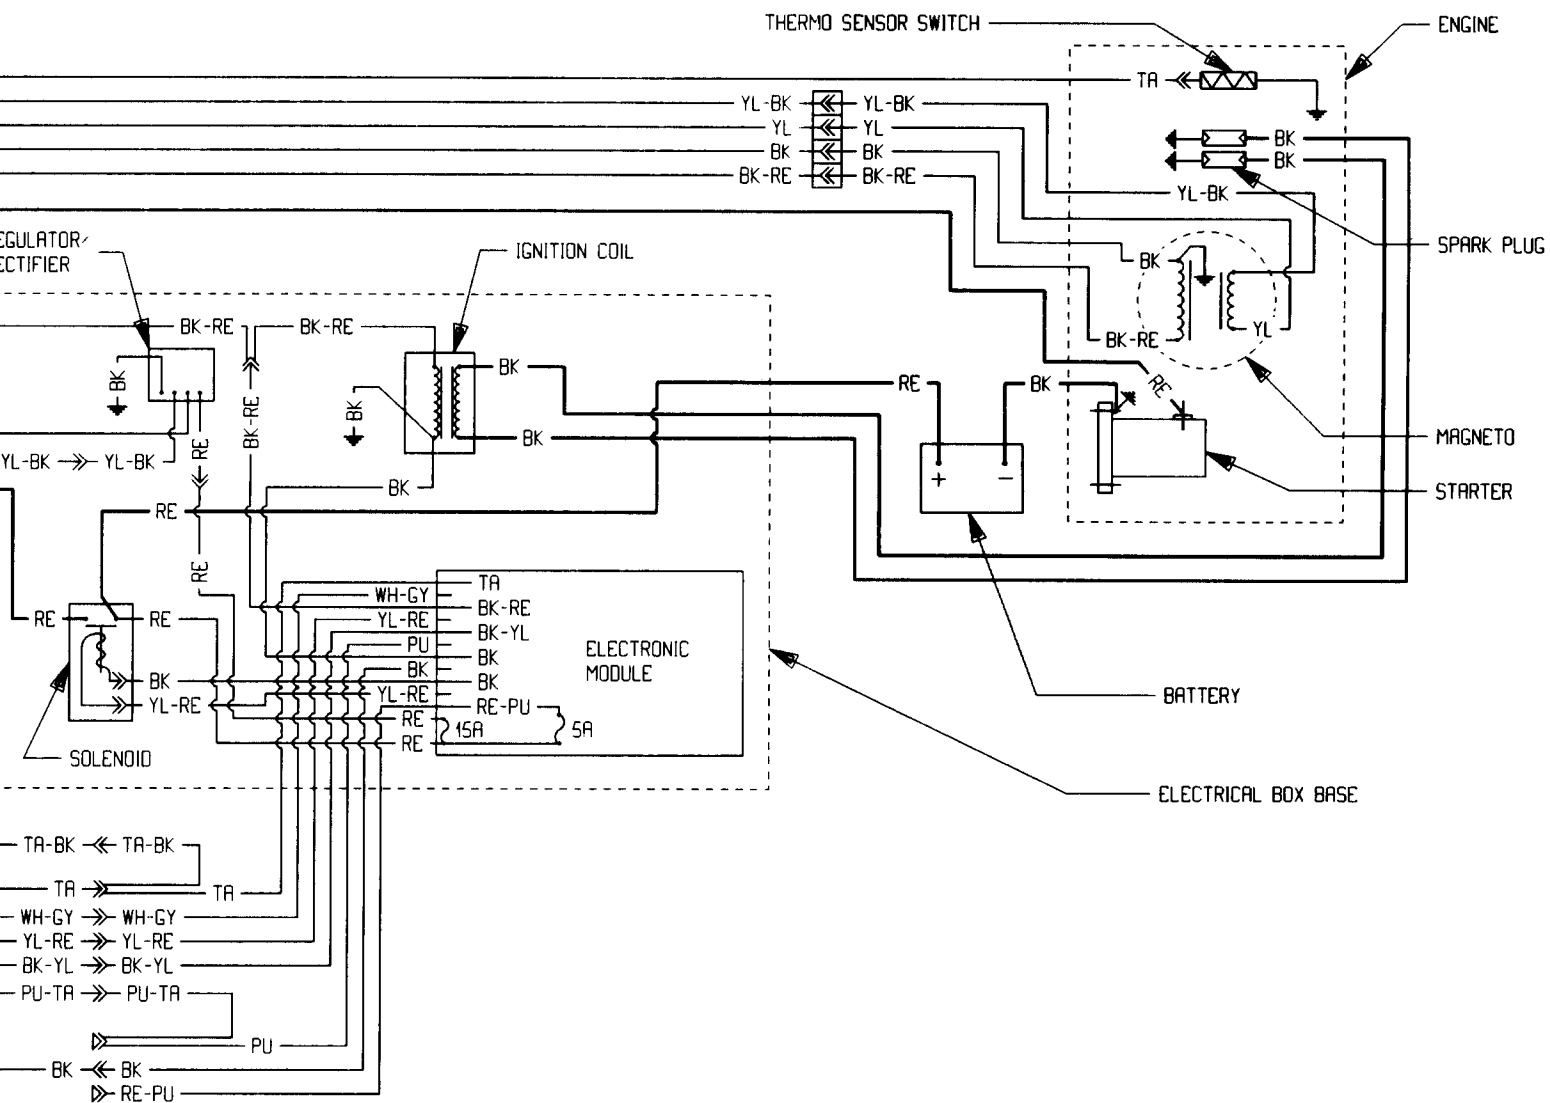 THERMO SENSOR SWITCH
ENGINE
TA
YL-BK YL-BK
YL YL
BK BK
BK-RE BK-RE
BK
BK
YL-BK
SPARK PLUG
EGULATOR/
ECTIFIER
IGNITION COIL
BK
YL
BK-RE
BK-RE BK-RE
BK
BK
RE
BK
RE
BK
BK-RE
BK
MAGNETO
RE
BK
YL-BK YL-BK
BK
+ -
STARTER
RE
RE
BATTERY
TA
WH-GY
BK-RE
YL-RE
BK-YL
PU
BK
BK
BK
YL-RE
RE-PU
RE
15A
5A
RE
ELECTRONIC
MODULE
RE RE
BK
YL-RE
SOLENOID
ELECTRICAL BOX BASE
TA-BK TA-BK
TA TA
WH-GY WH-GY
YL-RE YL-RE
BK-YL BK-YL
PU-TA PU-TA
PU
BK BK
RE-PU